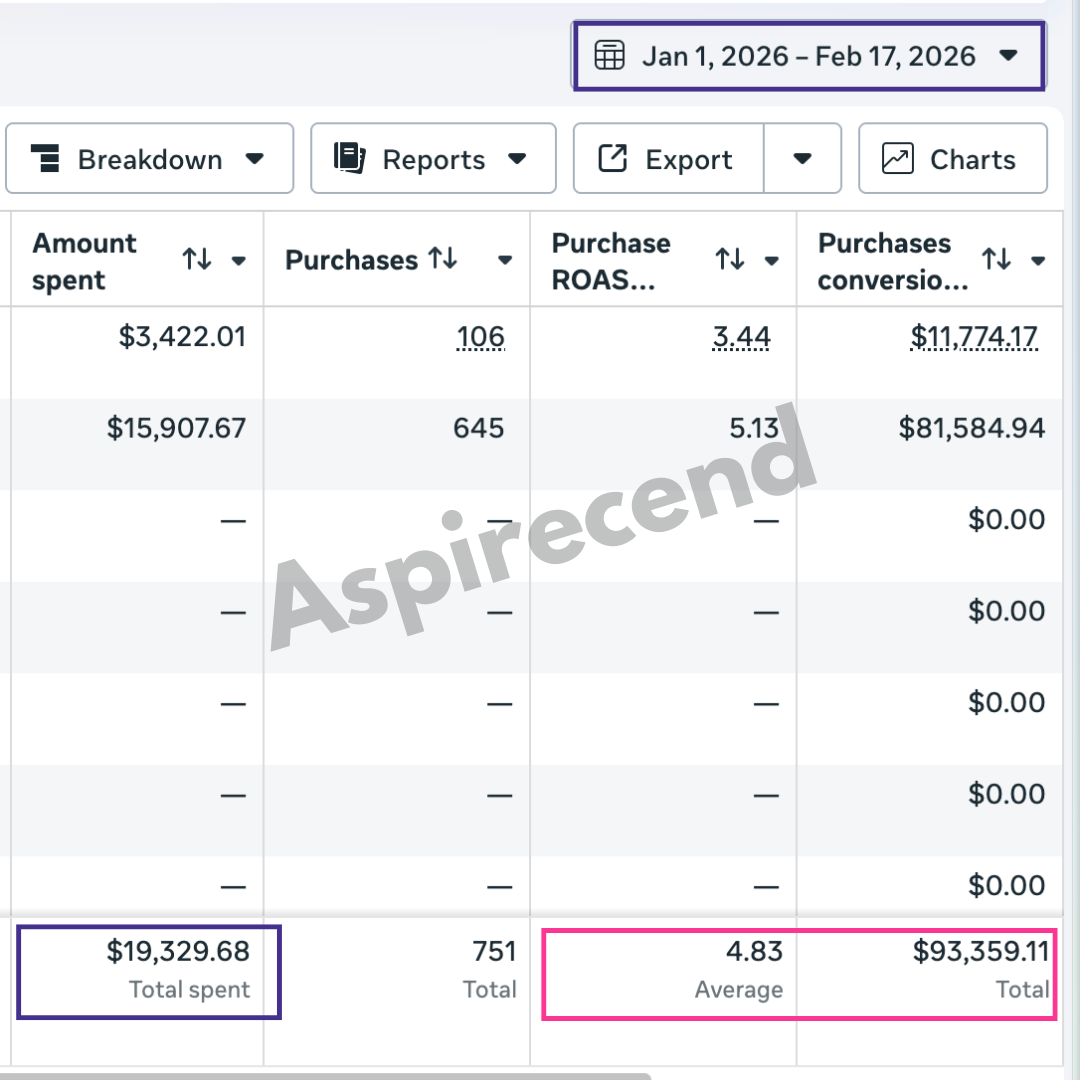 Jan 1, 2026 – Feb 17, 2026
Breakdown
Reports
Export
Charts
Amount spent
Purchases
Purchase ROAS...
Purchases conversio...
$3,422.01 106 3.44 $11,774.17
$15,907.67 645 5.13 $81,584.94
— — — $0.00
— — — $0.00
— — — $0.00
— — — $0.00
— — — $0.00
$19,329.68 751 4.83 $93,359.11
Total spent Total Average Total
Aspirecend